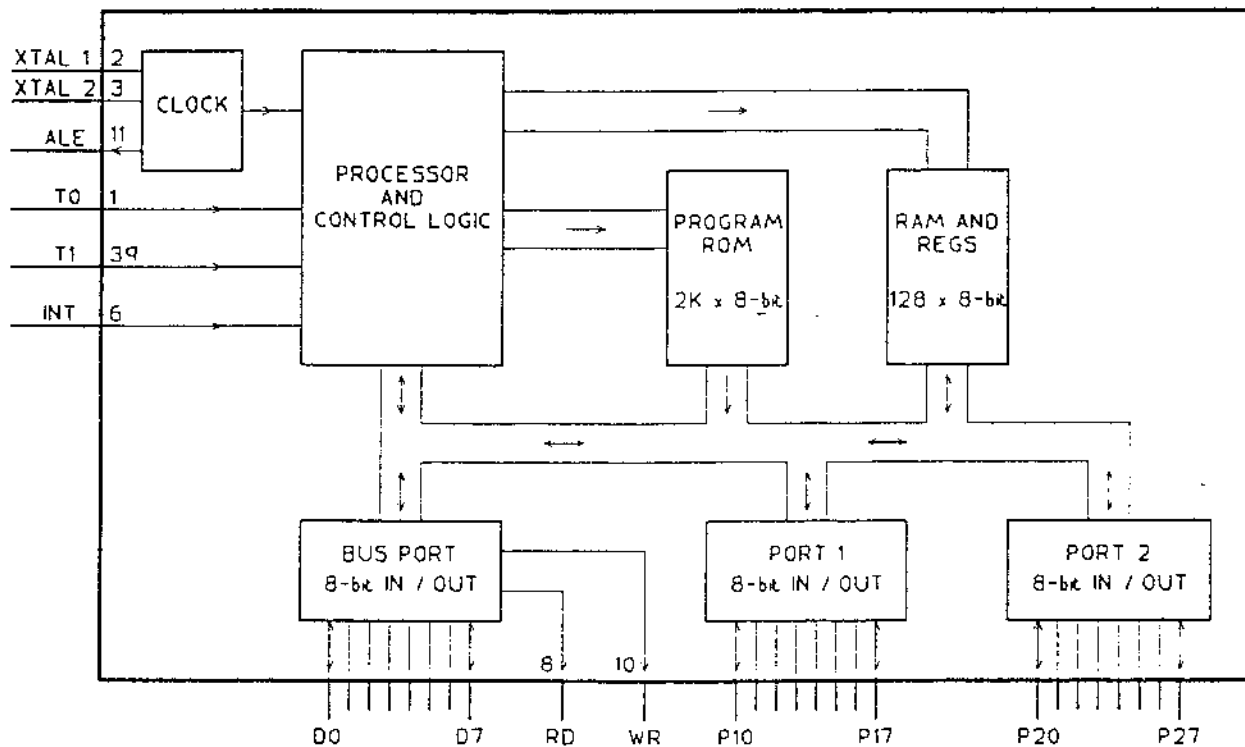 XTAL 1 2
XTAL 2 3
ALE 11
T0 1
T1 39
INT 6
CLOCK
PROCESSOR
AND
CONTROL LOGIC
PROGRAM
ROM
2K x 8-bit
RAM AND
REGS
128 x 8-bit
BUS PORT
8-bit IN / OUT
PORT 1
8-bit IN / OUT
PORT 2
8-bit IN / OUT
8 10
D0 D7 RD WR P10 P17 P20 P27